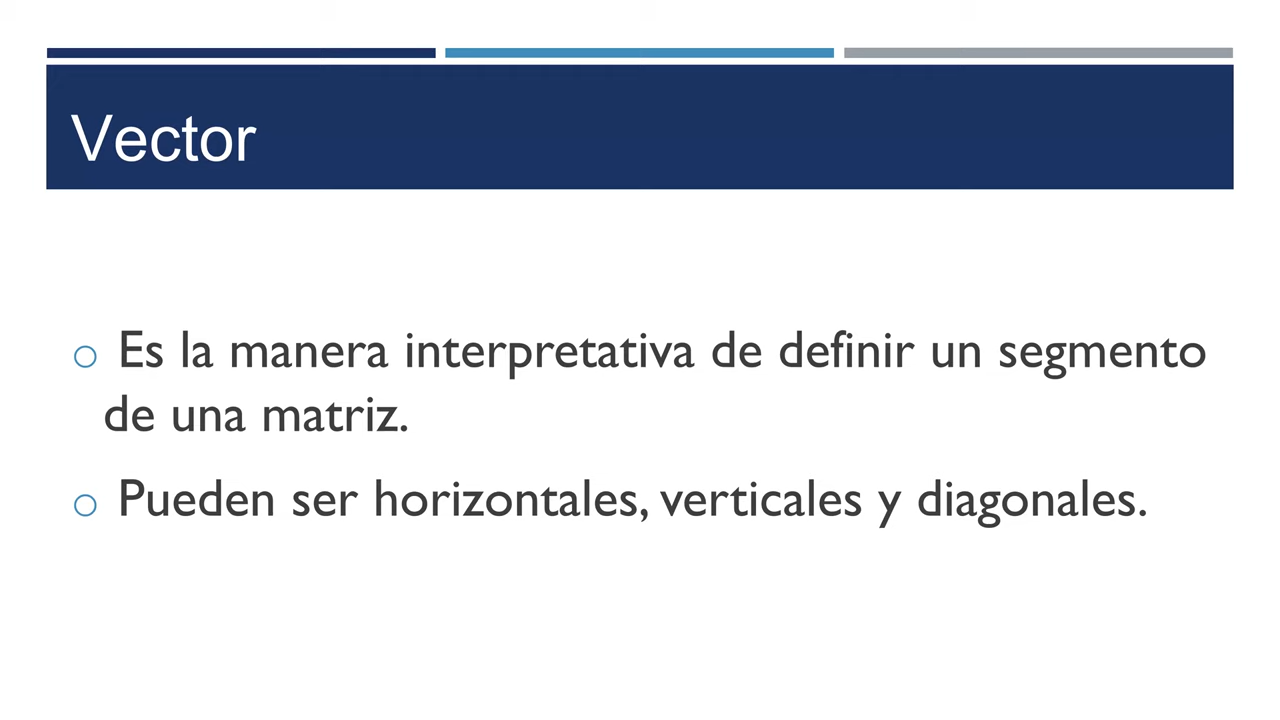 Vector
o Es la manera interpretativa de definir un segmento
de una matriz.
o Pueden ser horizontales, verticales y diagonales.